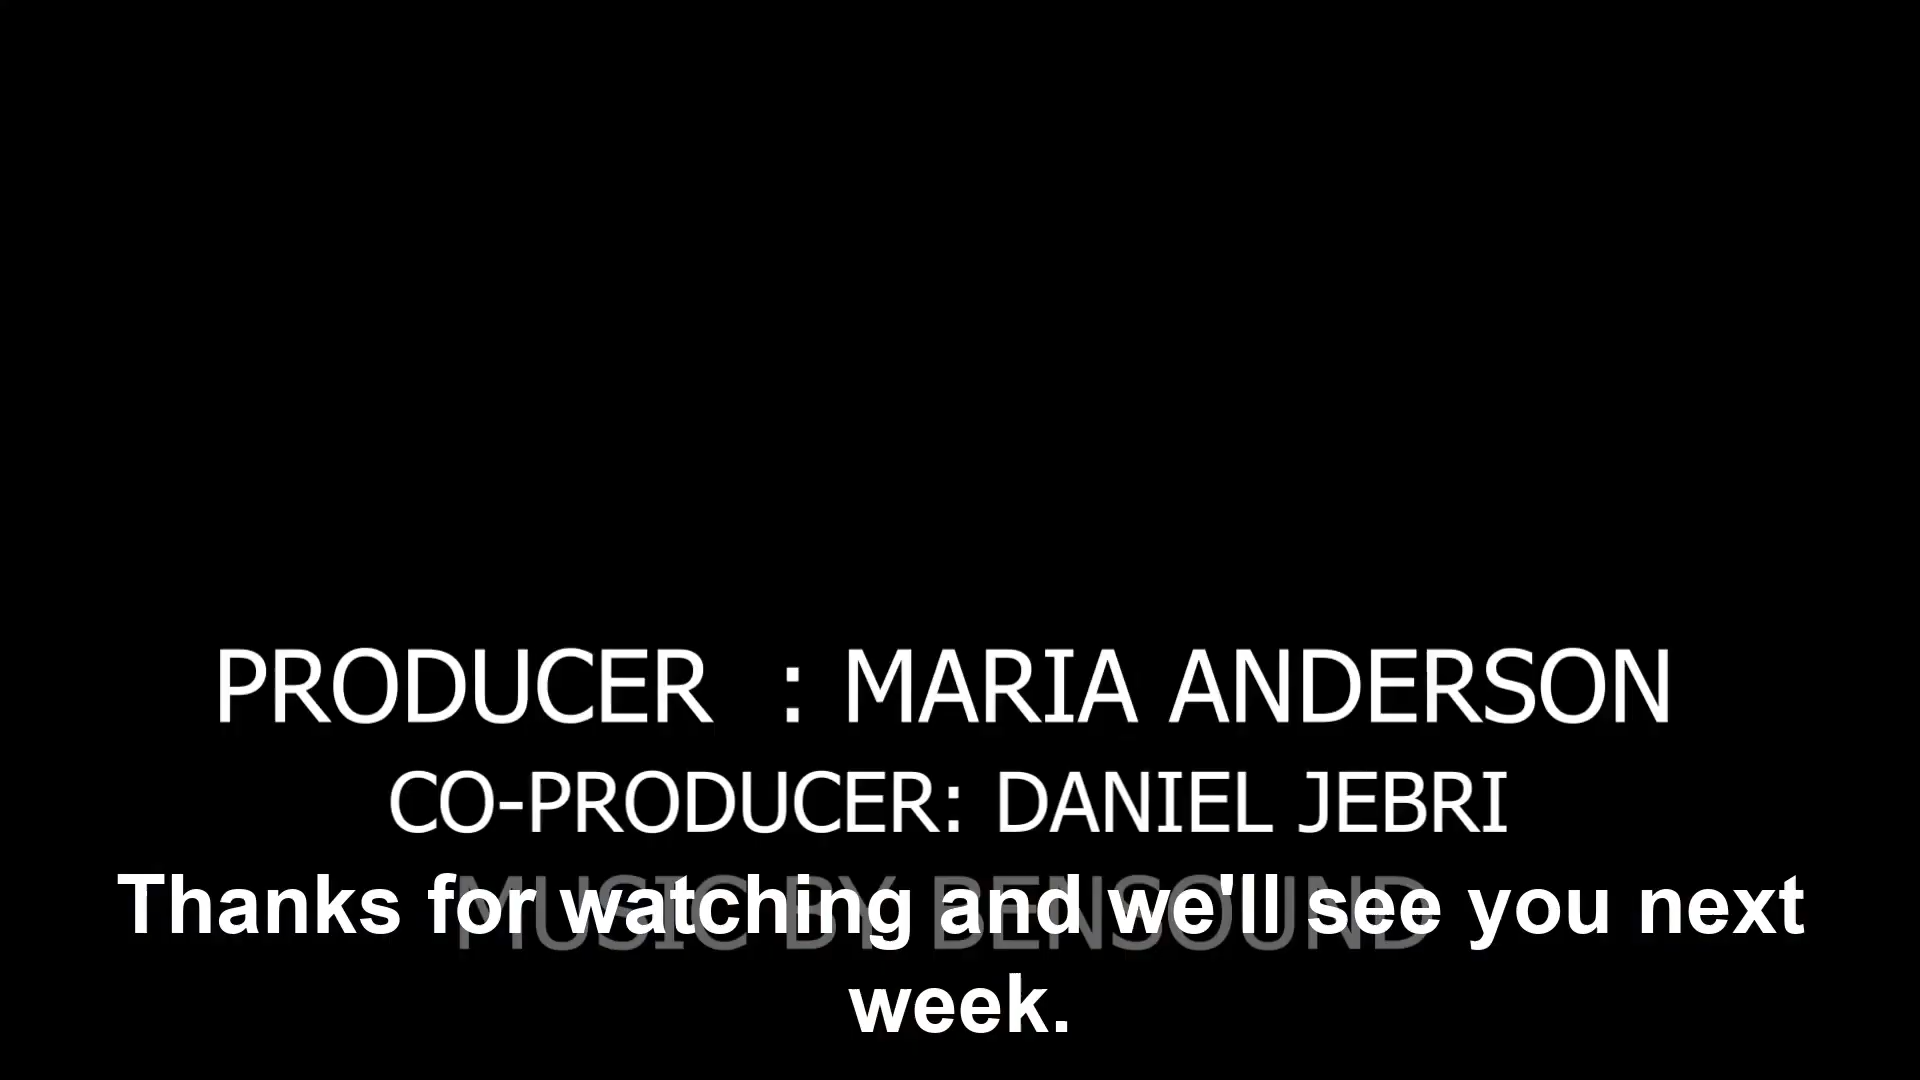 PRODUCER : MARIA ANDERSON
CO-PRODUCER: DANIEL JEBRI
MUSIC BY BENSOUND
Thanks for watching and we'll see you next
week.